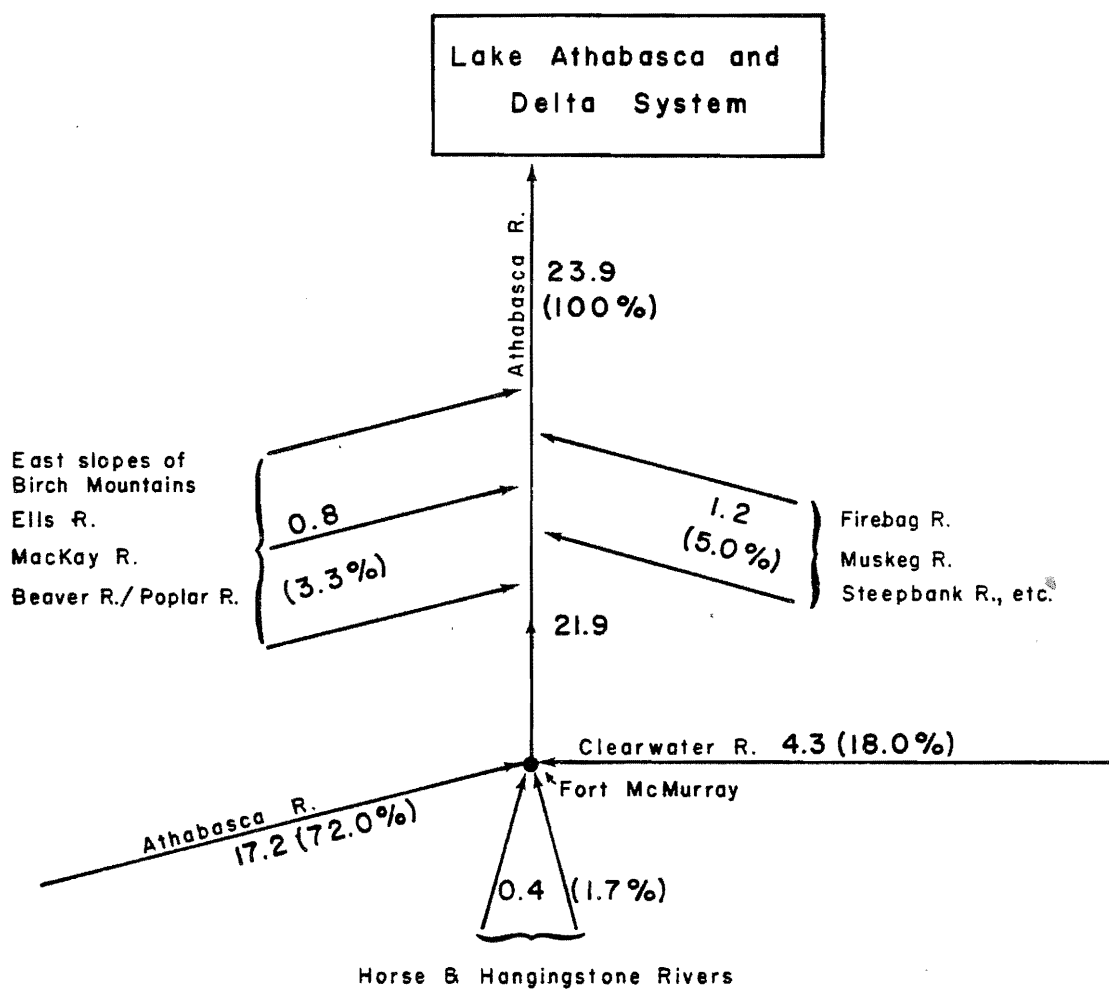 Lake Athabasca and
Delta System
Athabasca R.
23.9
(100%)
East slopes of
Birch Mountains
Ells R.
MacKay R.
Beaver R./Poplar R.
0.8
(3.3%)
1.2
(5.0%)
Firebag R.
Muskeg R.
Steepbank R., etc.
21.9
Clearwater R. 4.3 (18.0%)
Fort McMurray
Athabasca R.
17.2 (72.0%)
0.4 (1.7%)
Horse & Hangingstone Rivers